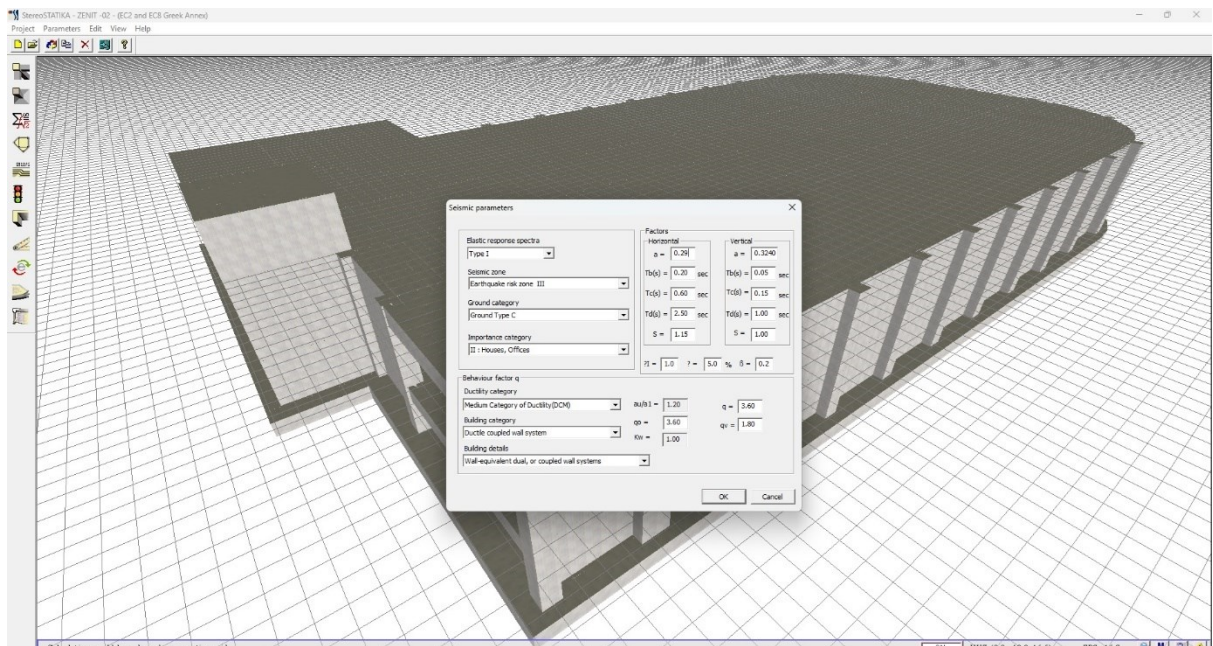 StereoSTATIKA - ZENIT -02 - (EC2 and EC8 Greek Annex)
Project Parameters Edit View Help
Seismic parameters
Elastic response spectra
Type I
Seismic zone
Earthquake risk zone III
Ground category
Ground Type C
Importance category
II : Houses, Offices
Factors
Horizontal
a = 0.29
Tb(s) = 0.20 sec
Tc(s) = 0.60 sec
Td(s) = 2.50 sec
S = 1.15
Vertical
a = 0.3240
Tb(s) = 0.05 sec
Tc(s) = 0.15 sec
Td(s) = 1.00 sec
S = 1.00
?I = 1.0 ? = 5.0 % ß = 0.2
Behaviour factor q
Ductility category
Medium Category of Ductility(DCM)
Building category
Ductile coupled wall system
Building details
Wall-equivalent dual, or coupled wall systems
au/a1 = 1.20
qo = 3.60
Kw = 1.00
q = 3.60
qv = 1.80
OK Cancel